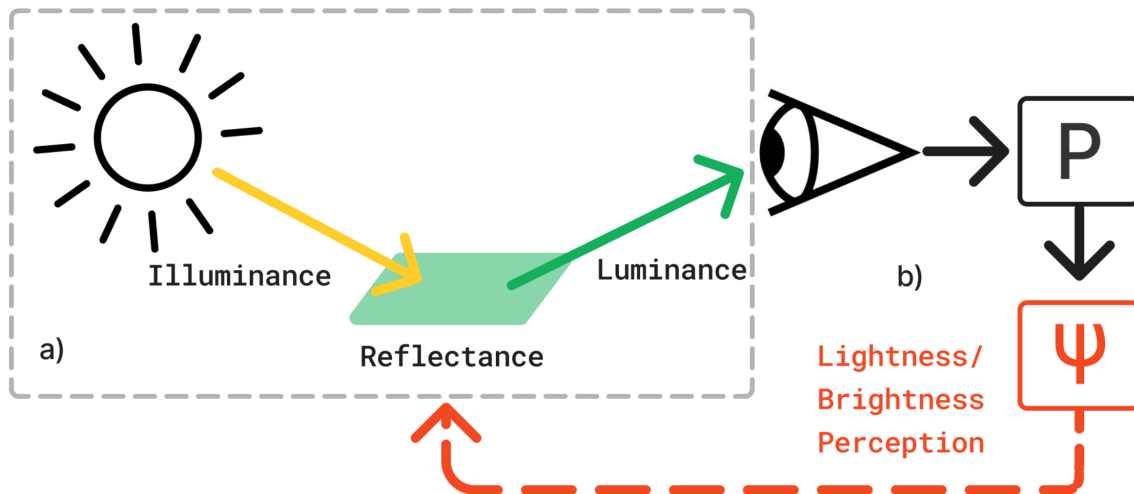 Illuminance
Luminance
Reflectance
a)
P
b)
Ψ
Lightness/
Brightness
Perception